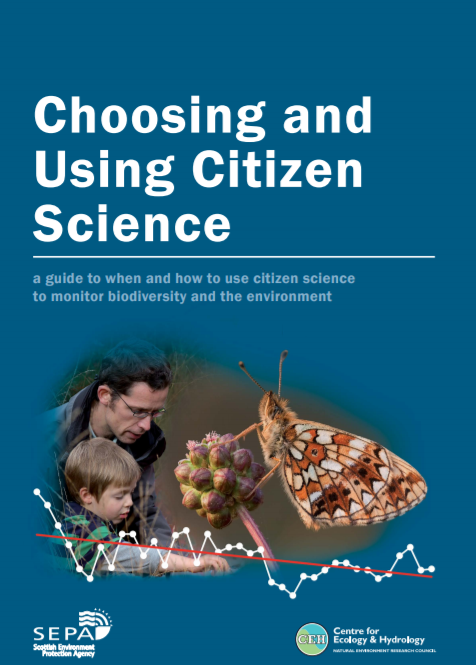 Choosing and
Using Citizen
Science
a guide to when and how to use citizen science
to monitor biodiversity and the environment
SEPA
Scottish Environment
Protection Agency
CEH
Centre for
Ecology & Hydrology
NATURAL ENVIRONMENT RESEARCH COUNCIL